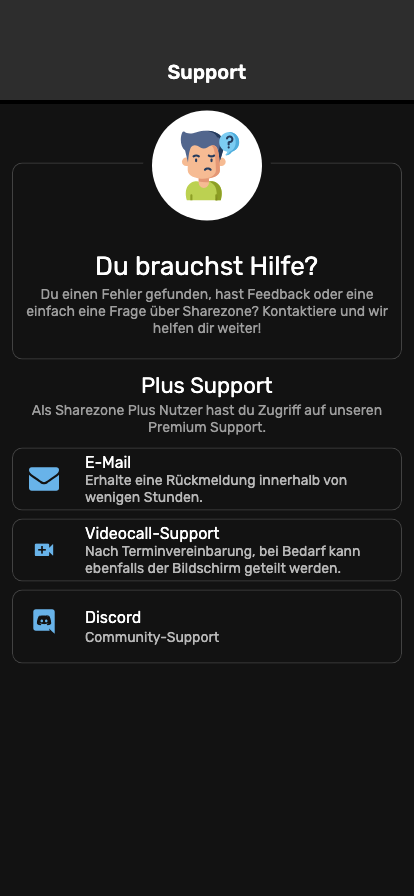 Support
?
Du brauchst Hilfe?
Du einen Fehler gefunden, hast Feedback oder eine
einfach eine Frage über Sharezone? Kontaktiere und wir
helfen dir weiter!
Plus Support
Als Sharezone Plus Nutzer hast du Zugriff auf unseren
Premium Support.
E-Mail
Erhalte eine Rückmeldung innerhalb von
wenigen Stunden.
Videocall-Support
Nach Terminvereinbarung, bei Bedarf kann
ebenfalls der Bildschirm geteilt werden.
Discord
Community-Support